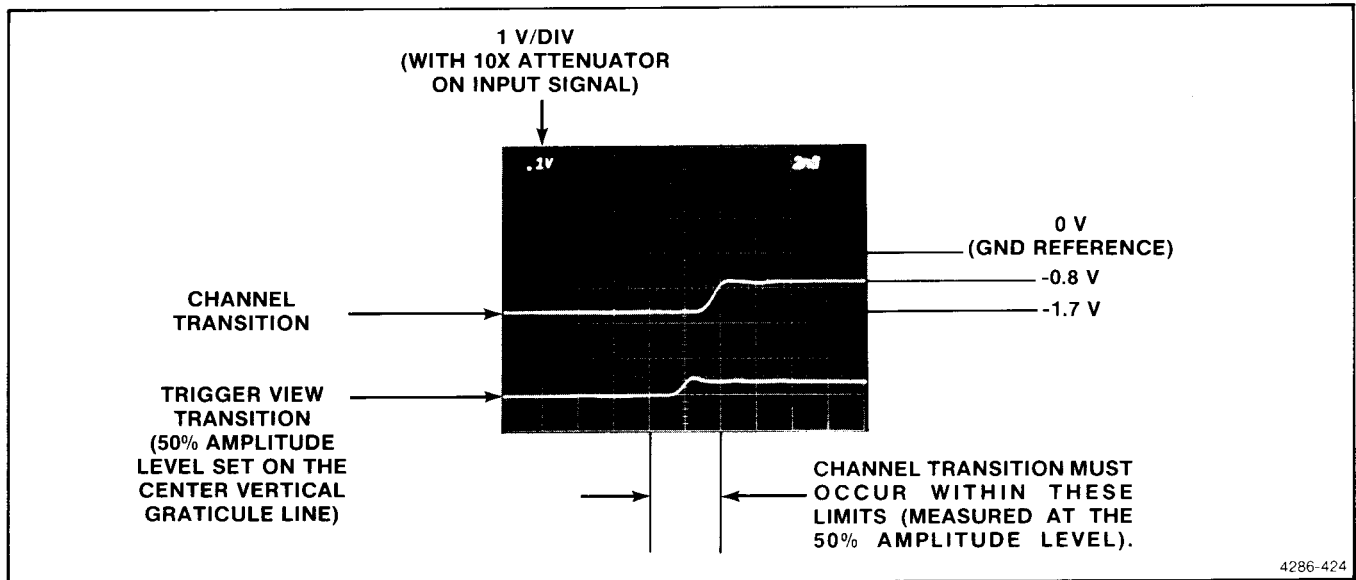 1 V/DIV
(WITH 10X ATTENUATOR
ON INPUT SIGNAL)
.1V
2nS
0 V
(GND REFERENCE)
-0.8 V
-1.7 V
CHANNEL
TRANSITION
TRIGGER VIEW
TRANSITION
(50% AMPLITUDE
LEVEL SET ON THE
CENTER VERTICAL
GRATICULE LINE)
CHANNEL TRANSITION MUST
OCCUR WITHIN THESE
LIMITS (MEASURED AT THE
50% AMPLITUDE LEVEL).
4286-424